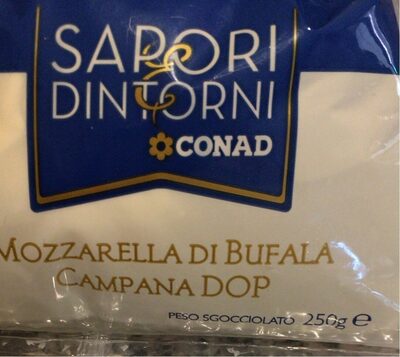 SAPORI
&
DINTORNI
CONAD
MOZZARELLA DI BUFALA
CAMPANA DOP
PESO SGOCCIOLATO 250g e